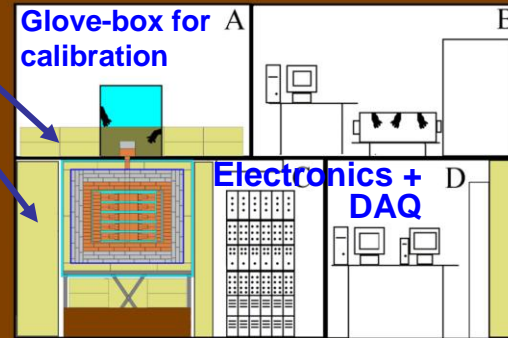 Glove-box for
calibration
A
B
Electronics +
DAQ
C
D